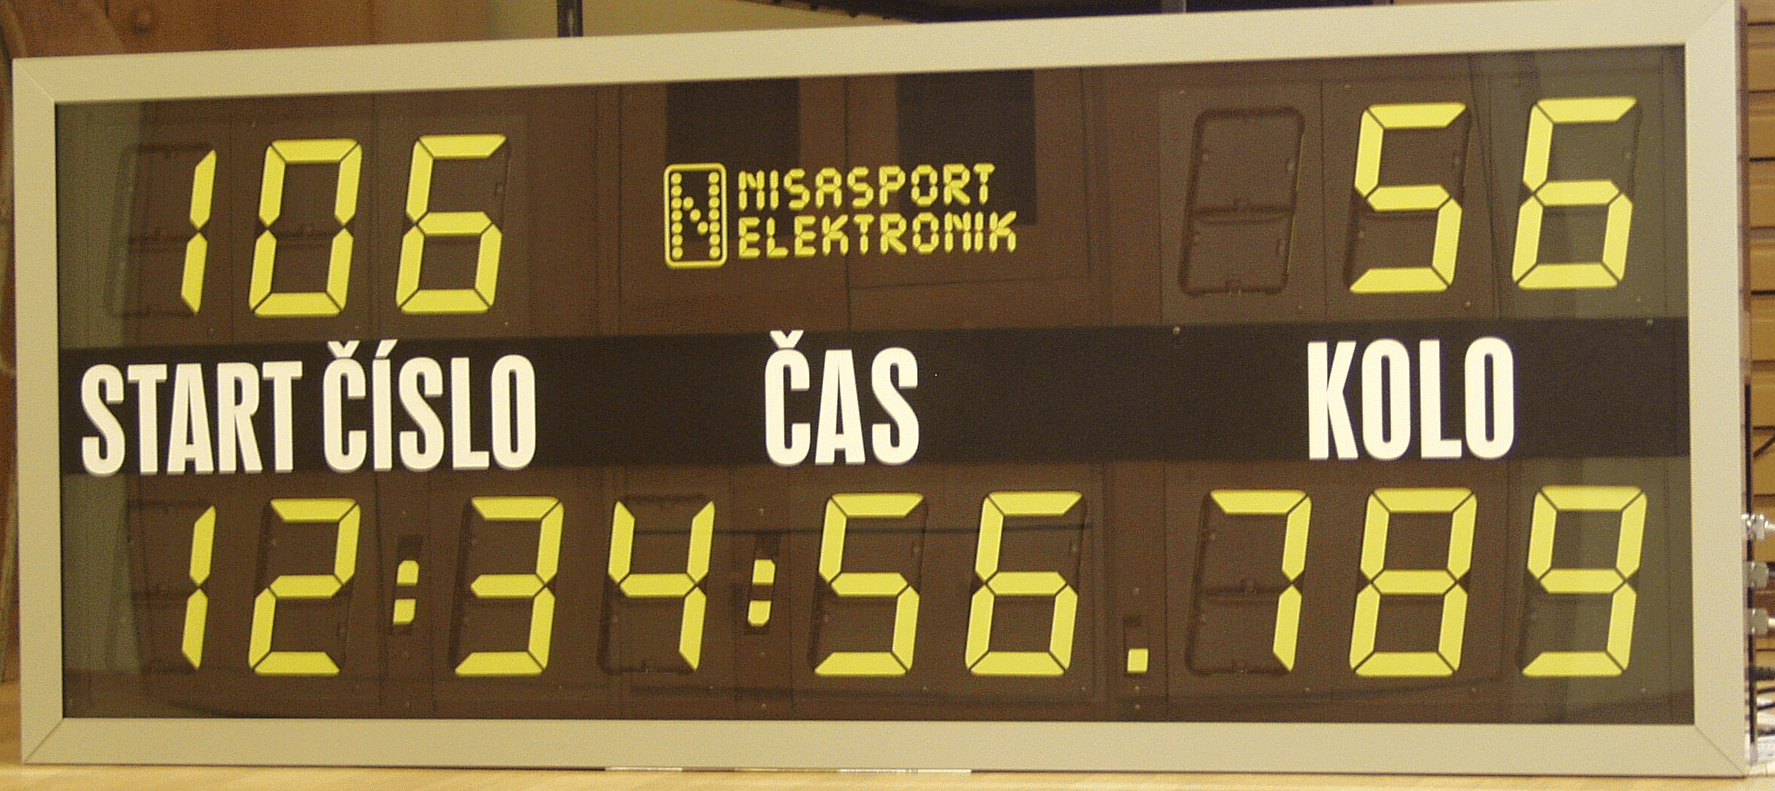 106 56
N NISASPORT
ELEKTRONIK
START ČÍSLO ČAS KOLO
12:34:56.789